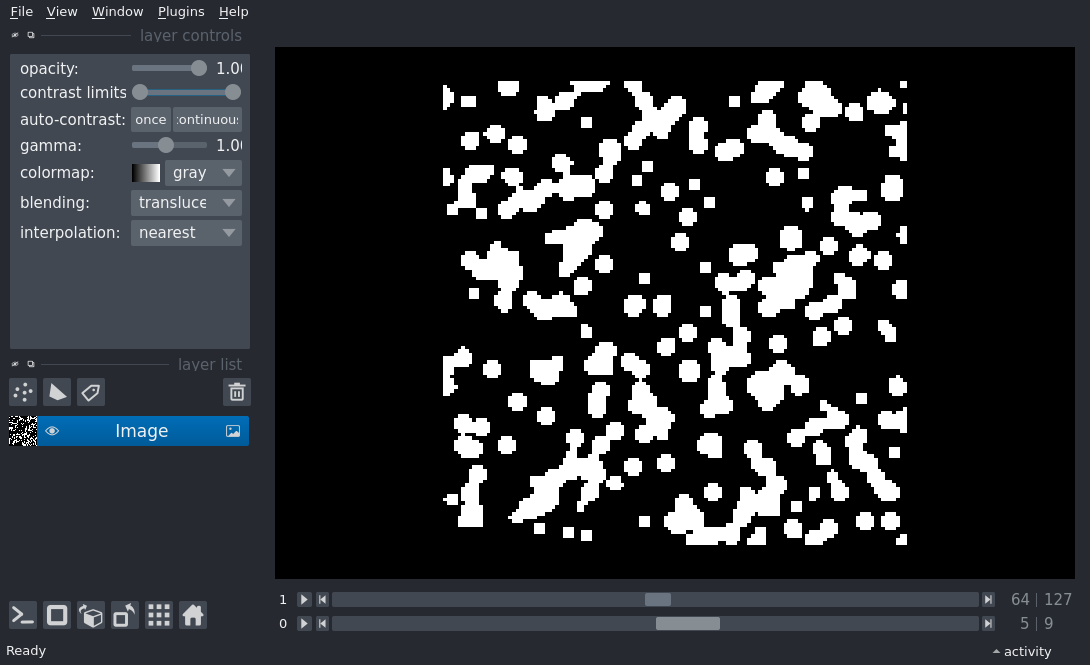 File View Window Plugins Help
layer controls
opacity: 1.00
contrast limits
auto-contrast: once continuous
gamma: 1.00
colormap: gray
blending: transluce
interpolation: nearest
layer list
Image
1 64 | 127
0 5 | 9
Ready activity